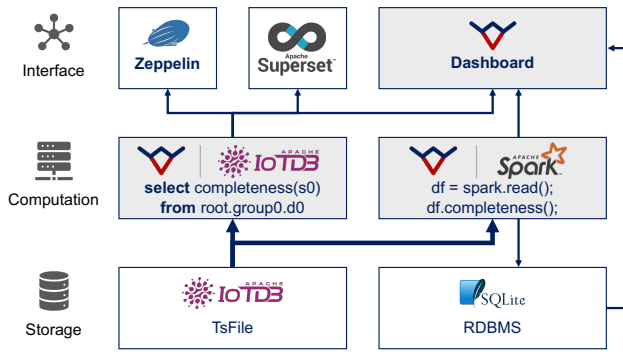 Interface
Zeppelin
Apache
Superset
Dashboard
Computation
APACHE
IoTDB
select completeness(s0)
from root.group0.d0
APACHE
Spark
df = spark.read();
df.completeness();
Storage
APACHE
IoTDB
TsFile
SQLite
RDBMS